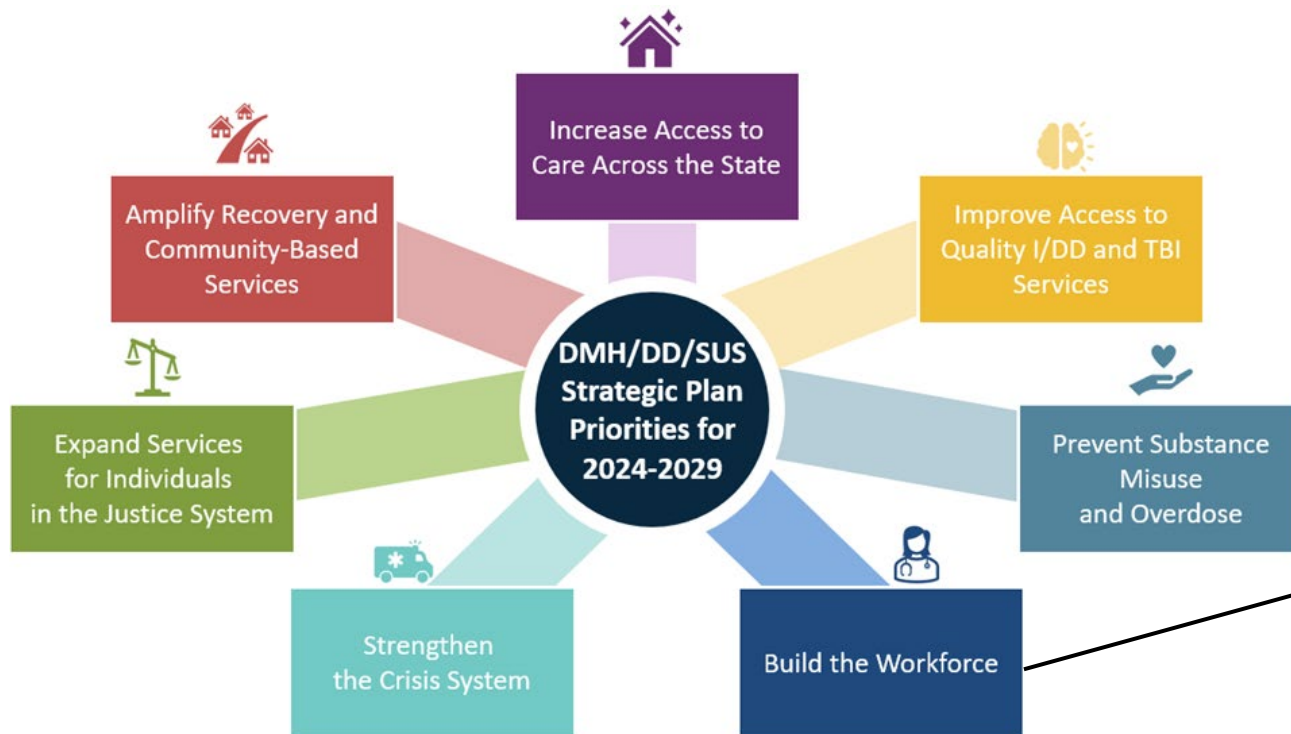 Increase Access to
Care Across the State
Amplify Recovery and
Community-Based
Services
Improve Access to
Quality I/DD and TBI
Services
DMH/DD/SUS
Strategic Plan
Priorities for
2024-2029
Expand Services
for Individuals
in the Justice System
Prevent Substance
Misuse
and Overdose
Strengthen
the Crisis System
Build the Workforce